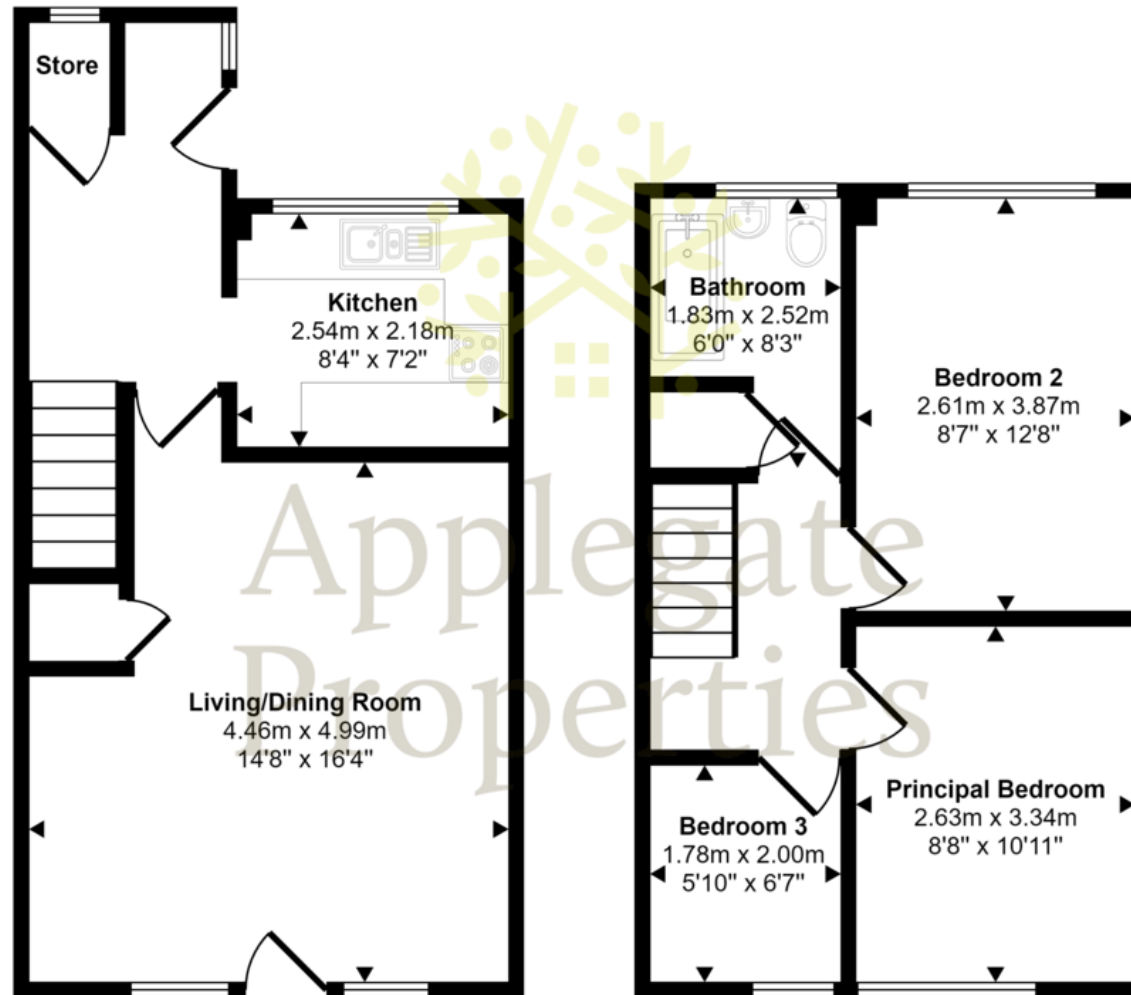 Store
Kitchen
2.54m x 2.18m
8'4" x 7'2"
Living/Dining Room
4.46m x 4.99m
14'8" x 16'4"
Bathroom
1.83m x 2.52m
6'0" x 8'3"
Bedroom 2
2.61m x 3.87m
8'7" x 12'8"
Bedroom 3
1.78m x 2.00m
5'10" x 6'7"
Principal Bedroom
2.63m x 3.34m
8'8" x 10'11"
Applegate
Properties